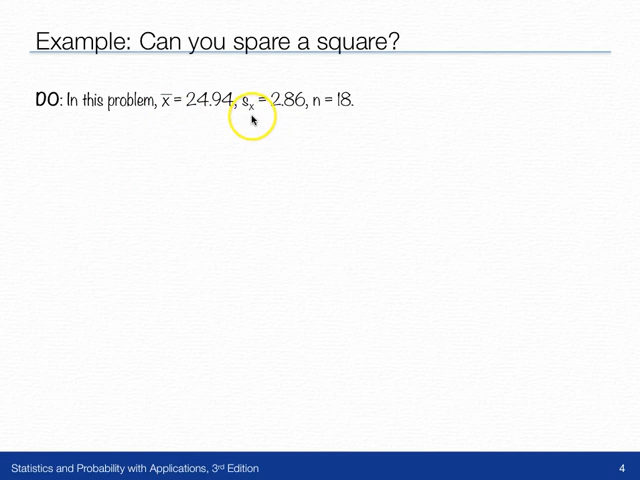 Example: Can you spare a square?
DO: In this problem, x̅ = 24.94, sₓ = 2.86, n = 18.
Statistics and Probability with Applications, 3rd Edition
4